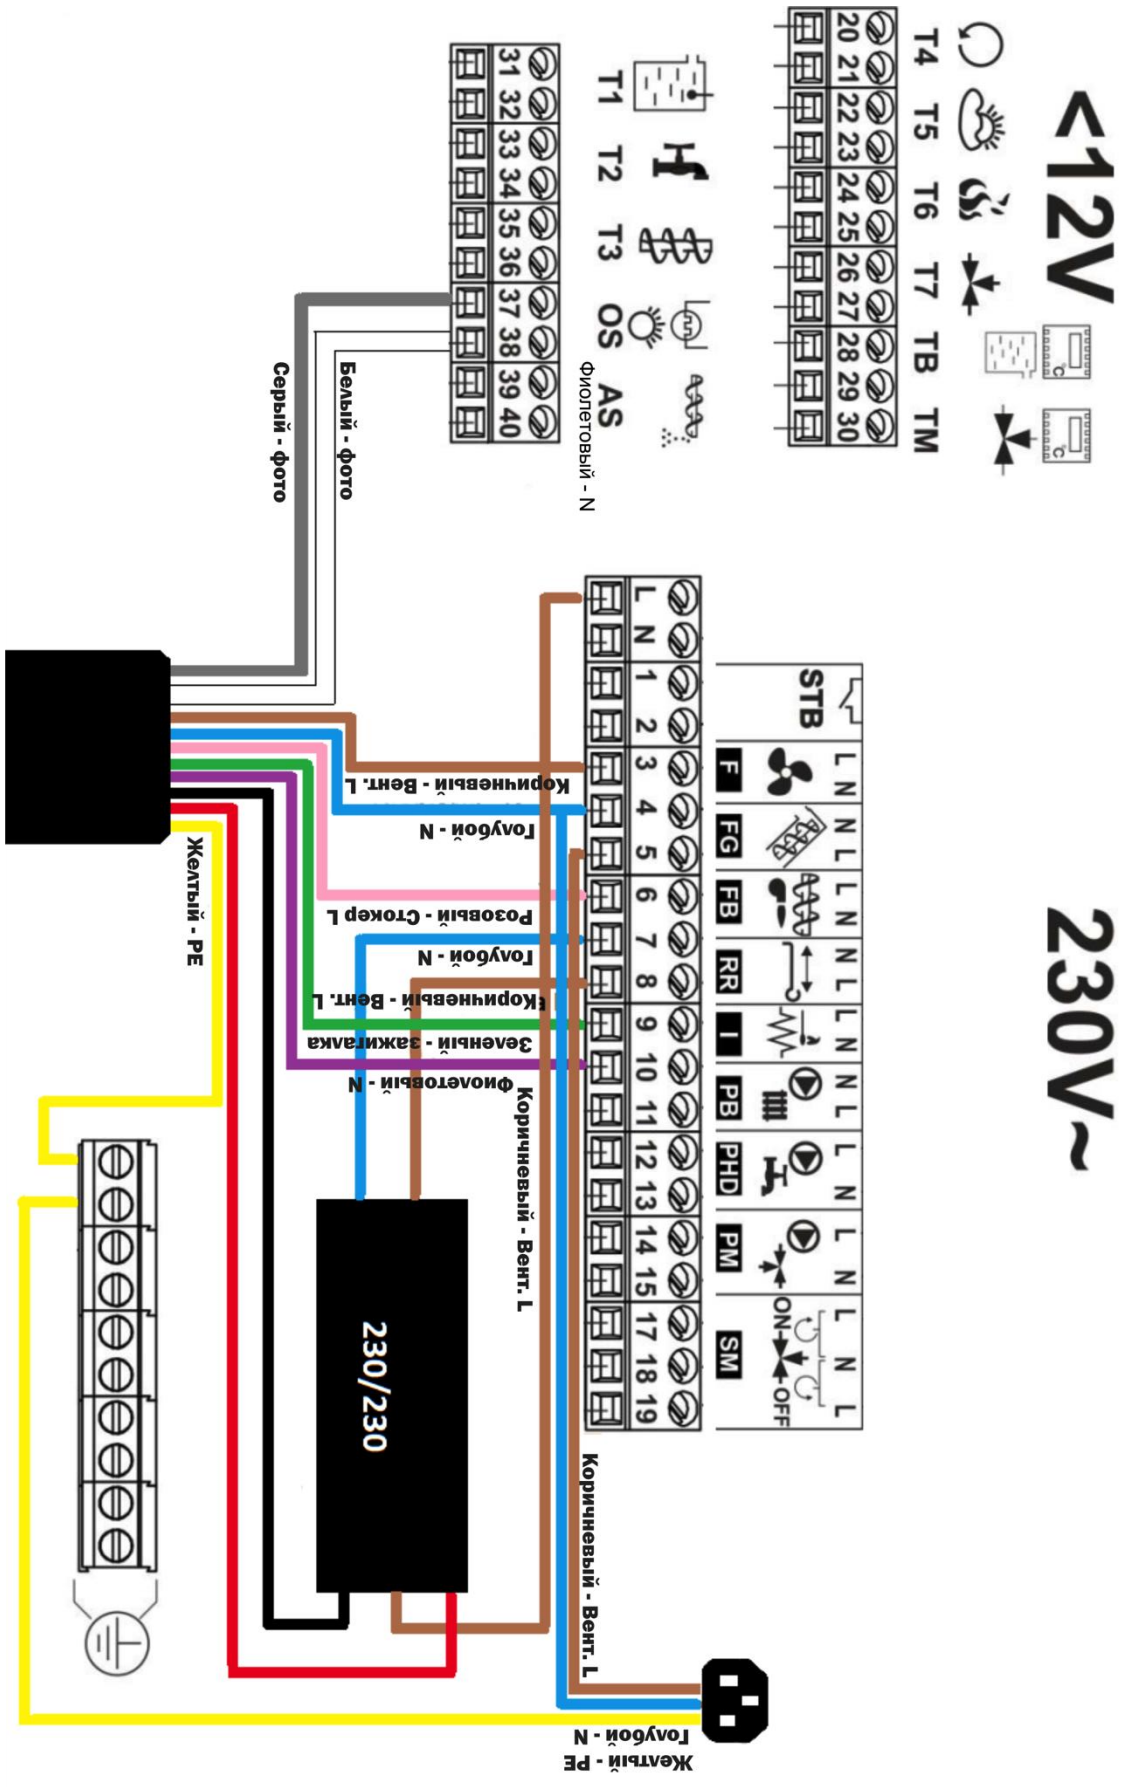 <12V
T4 T5 T6 T7 TB TM
°C
°C
20 21 22 23 24 25 26 27 28 29 30
T1 T2 T3 OS AS
31 32 33 34 35 36 37 38 39 40
Фиолетовый - N
Белый - фото
Серый - фото
230V~
L N L
L N
L N
N L
L N
N L
L N
N L
L N
STB
F FG FB RR I PB PHD PM SM
ON
OFF
L N 1 2 3 4 5 6 7 8 9 10 11 12 13 14 15 17 18 19
Коричневый - Вент. L
Голубой - N
Розовый - Стокер L
Голубой - N
Коричневый - Вент. L
Зеленый - зажигалка
Фиолетовый - N
Коричневый - Вент. L
Желтый - PE
230/230
Коричневый - Вент. L
Голубой - N
Желтый - PE